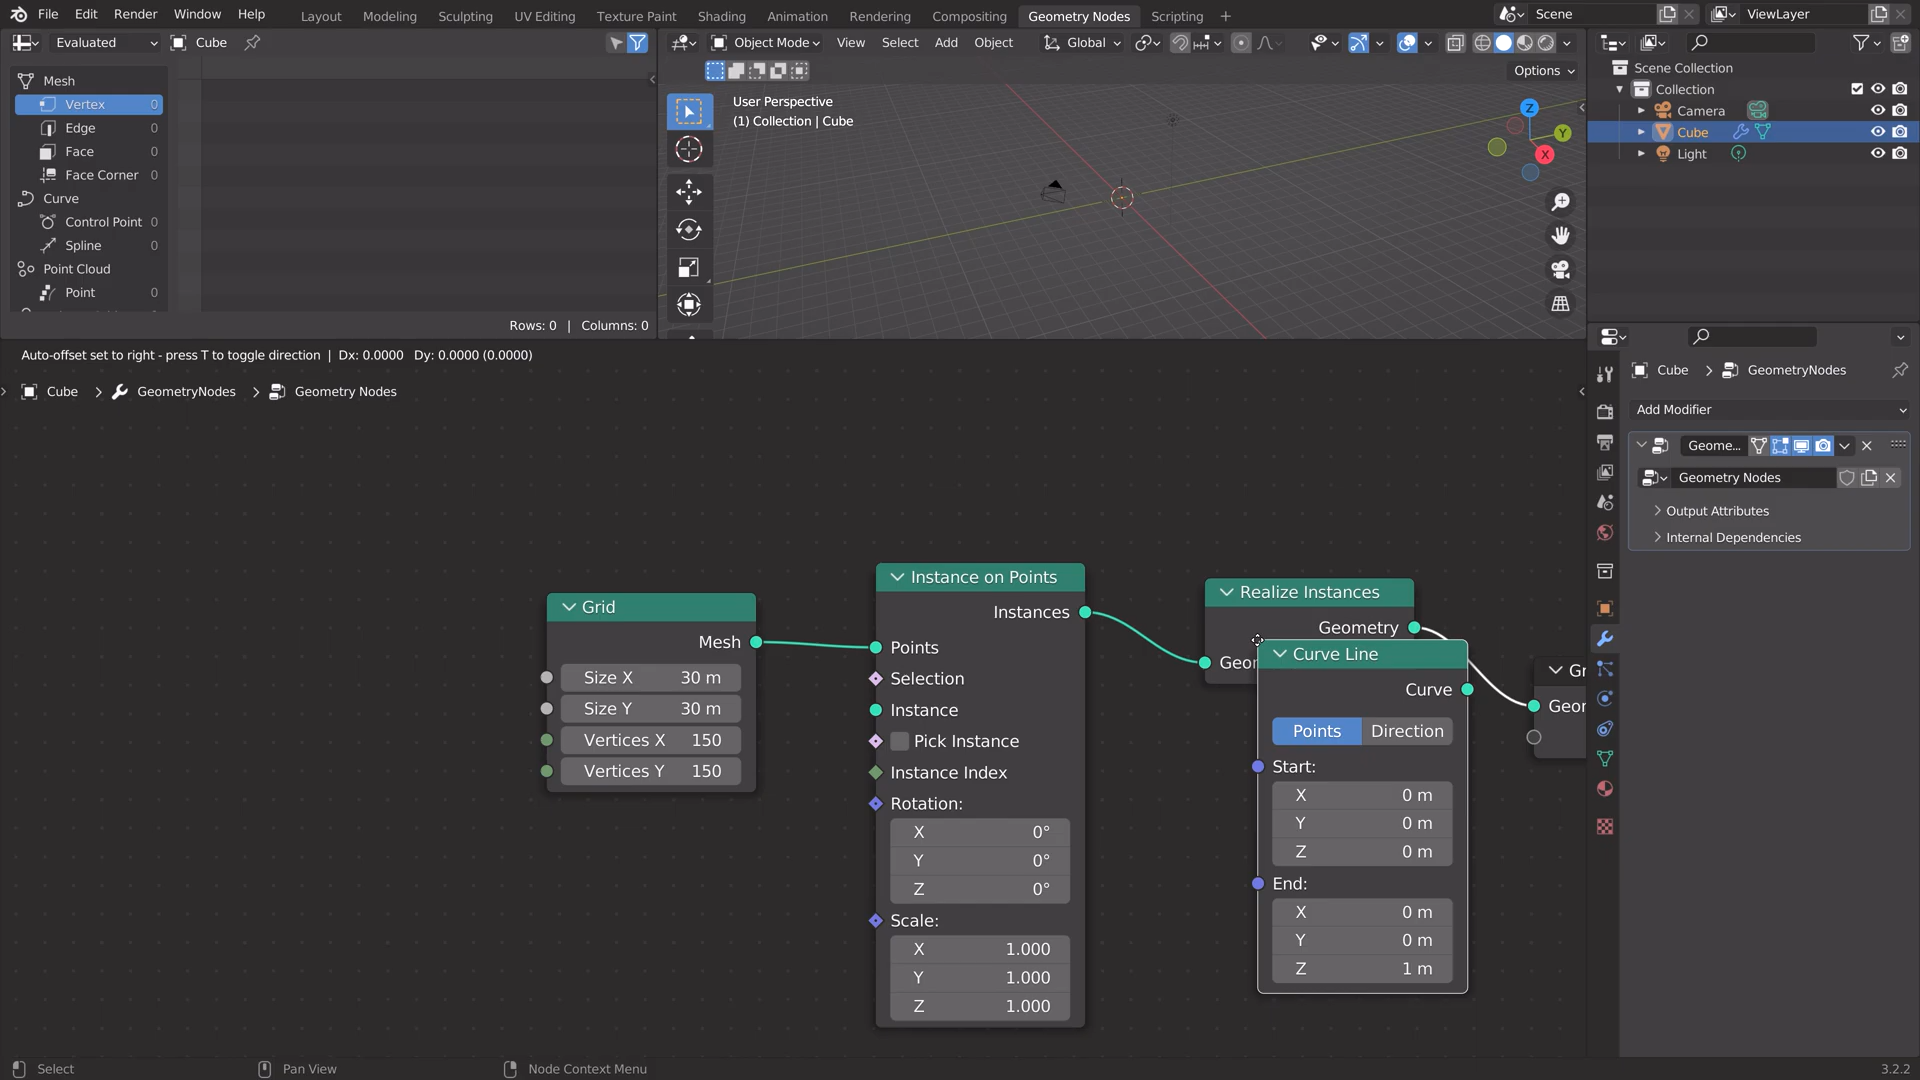 File Edit Render Window Help Layout Modeling Sculpting UV Editing Texture Paint Shading Animation Rendering Compositing Geometry Nodes Scripting + Scene ViewLayer
Evaluated Cube
Mesh
Vertex 0
Edge 0
Face 0
Face Corner 0
Curve
Control Point 0
Spline 0
Point Cloud
Point 0
Rows: 0 | Columns: 0
Object Mode View Select Add Object Global
Options
User Perspective
(1) Collection | Cube
Z
Y
X
Scene Collection
Collection
Camera
Cube
Light
Auto-offset set to right - press T to toggle direction | Dx: 0.0000 Dy: 0.0000 (0.0000)
Cube > GeometryNodes > Geometry Nodes
Grid
Mesh
Size X 30 m
Size Y 30 m
Vertices X 150
Vertices Y 150
Instance on Points
Instances
Points
Selection
Instance
Pick Instance
Instance Index
Rotation:
X 0°
Y 0°
Z 0°
Scale:
X 1.000
Y 1.000
Z 1.000
Realize Instances
Geometry
Geor
Curve Line
Curve
Points Direction
Start:
X 0 m
Y 0 m
Z 0 m
End:
X 0 m
Y 0 m
Z 1 m
Gr
Geor
Cube > GeometryNodes
Add Modifier
Geome...
Geometry Nodes
Output Attributes
Internal Dependencies
Select Pan View Node Context Menu 3.2.2